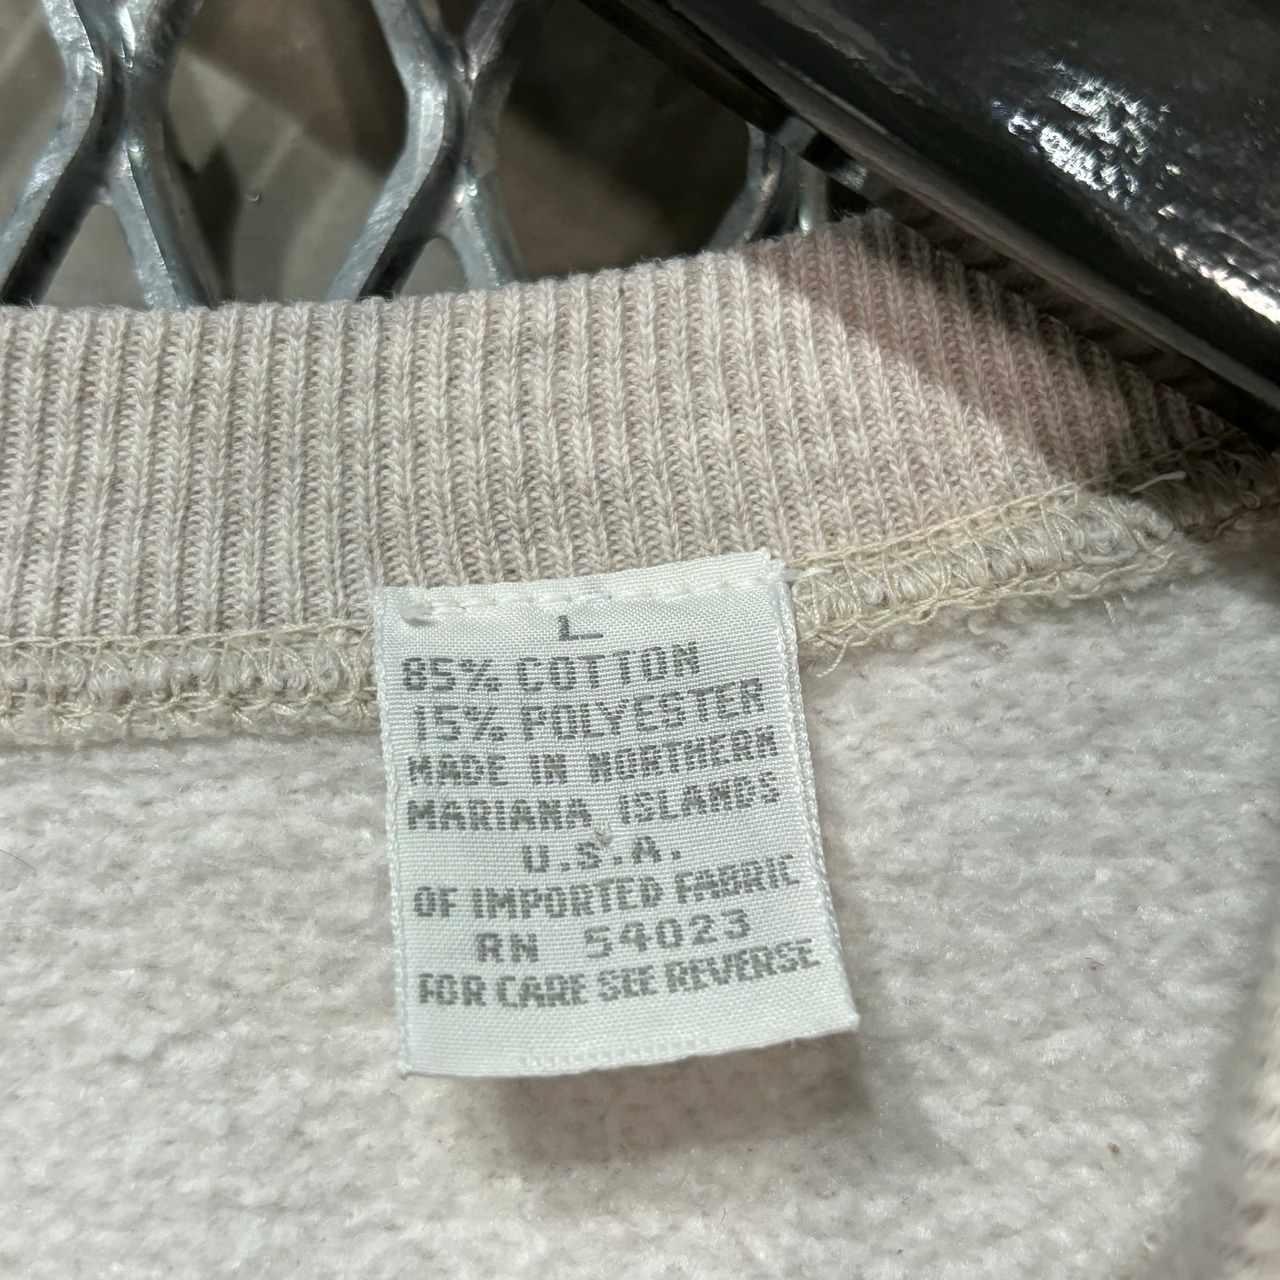 L
85% COTTON
15% POLYESTER
MADE IN NORTHERN
MARIANA ISLANDS
U.S.A.
OF IMPORTED FABRIC
RN 54023
FOR CARE SEE REVERSE